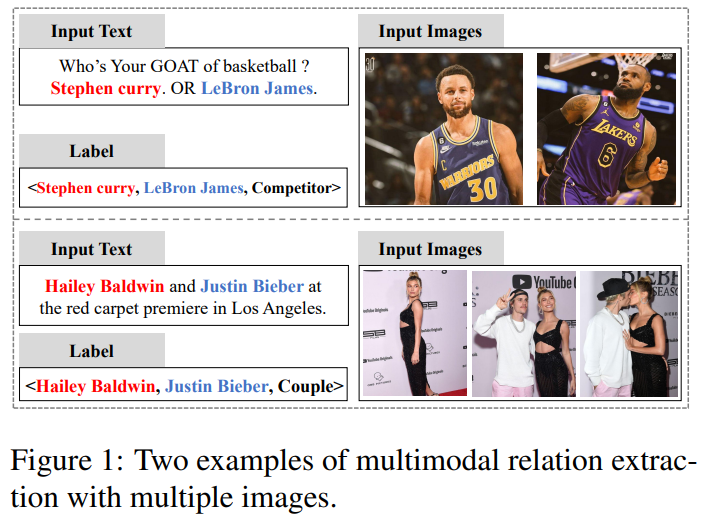 Input Text
Who's Your GOAT of basketball ?
Stephen curry. OR LeBron James.
Label
<Stephen curry, LeBron James, Competitor>
Input Images
30
WARRIORS
30
C
LAKERS
6
Input Text
Hailey Baldwin and Justin Bieber at
the red carpet premiere in Los Angeles.
Label
<Hailey Baldwin, Justin Bieber, Couple>
Input Images
YouTube
Figure 1: Two examples of multimodal relation extrac-
tion with multiple images.